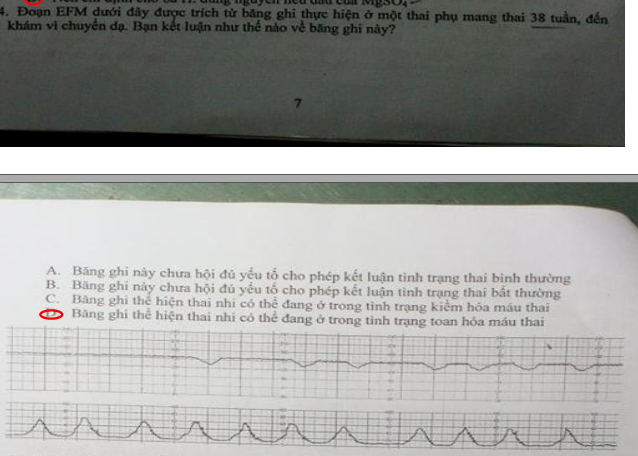 dùng nguyên
4. Đoạn EFM dưới đây được trích từ băng ghi thực hiện ở một thai phụ mang thai 38 tuần, đến
khám vì chuyển dạ. Bạn kết luận như thế nào về băng ghi này?
7
A. Băng ghi này chưa hội đủ yếu tố cho phép kết luận tình trạng thai bình thường
B. Băng ghi này chưa hội đủ yếu tố cho phép kết luận tình trạng thai bất thường
C. Băng ghi thể hiện thai nhi có thể đang ở trong tình trạng kiềm hóa máu thai
D. Băng ghi thể hiện thai nhi có thể đang ở trong tình trạng toan hóa máu thai